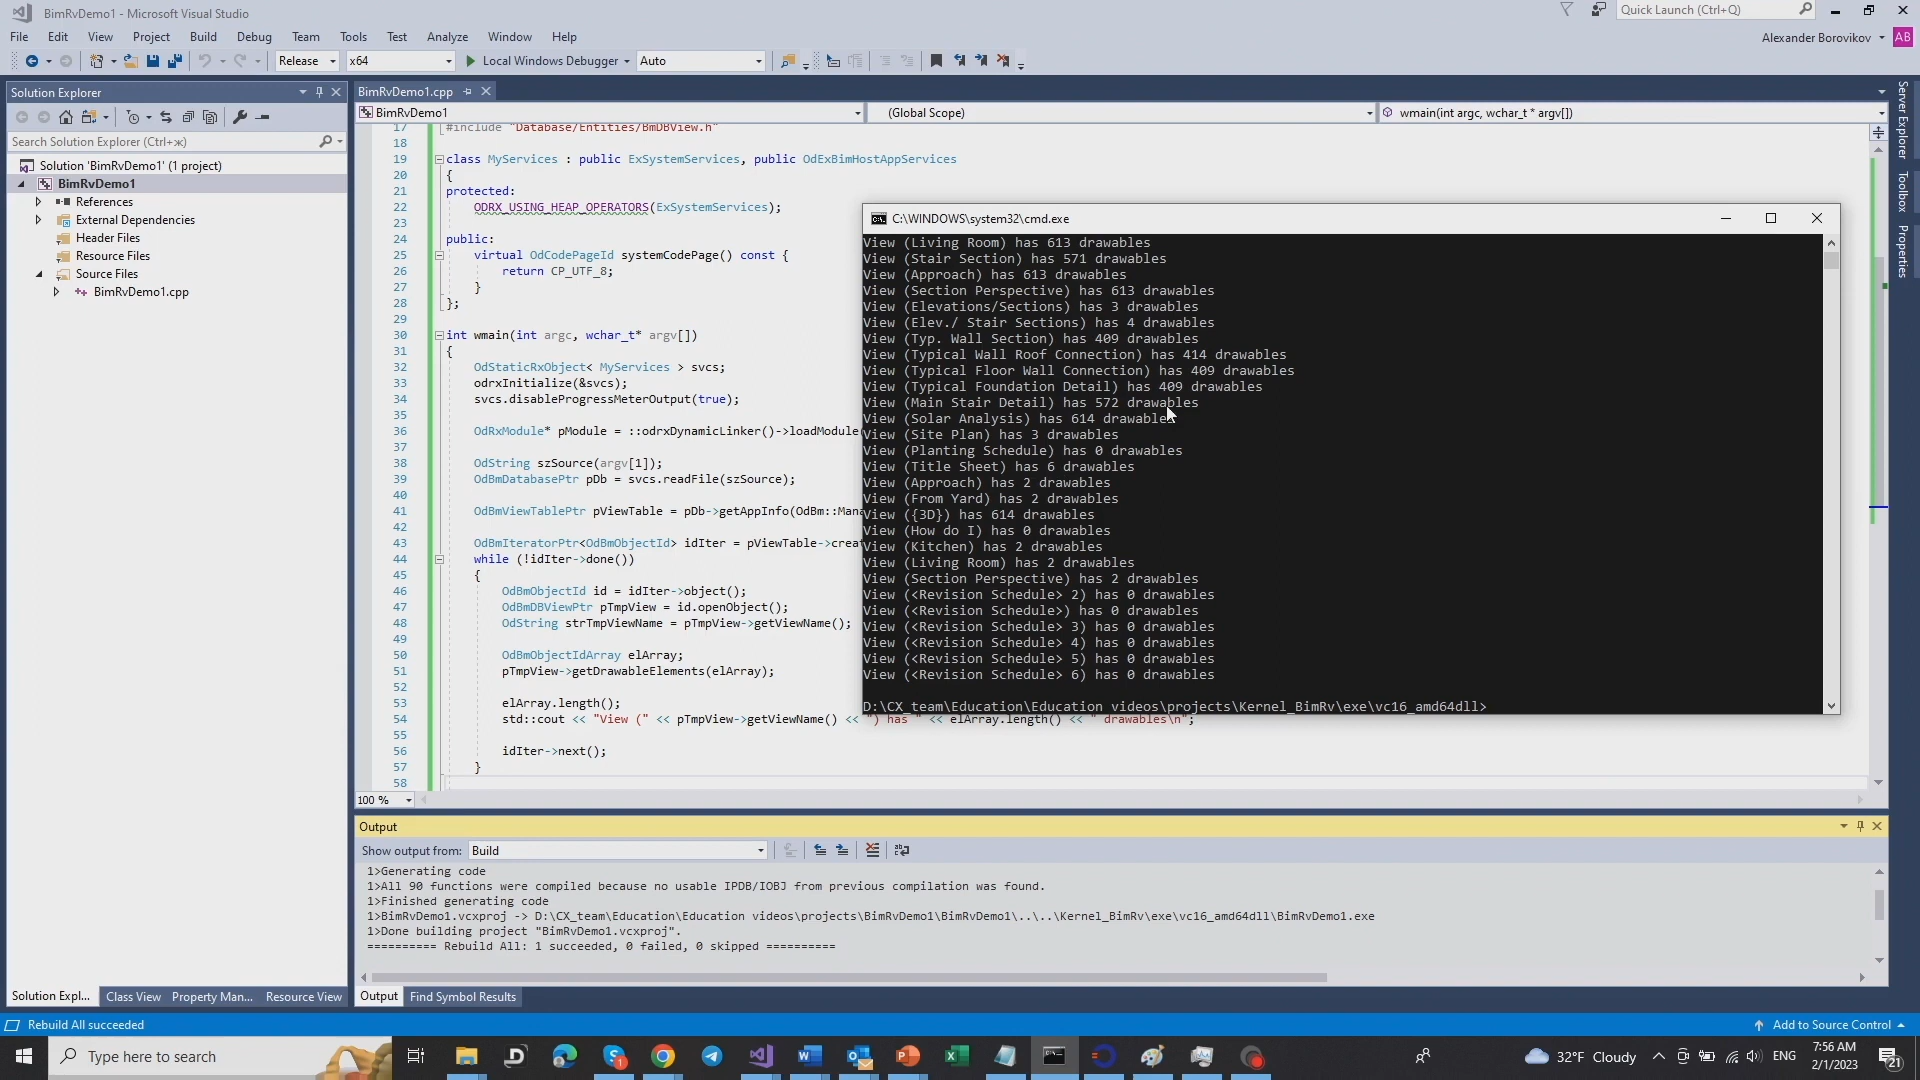 BimRvDemo1 - Microsoft Visual Studio
Quick Launch (Ctrl+Q)
File Edit View Project Build Debug Team Tools Test Analyze Window Help
Alexander Borovikov AB
Release x64 Local Windows Debugger Auto
Solution Explorer
Search Solution Explorer (Ctrl+ж)
Solution 'BimRvDemo1' (1 project)
BimRvDemo1
References
External Dependencies
Header Files
Resource Files
Source Files
BimRvDemo1.cpp
Solution Expl... Class View Property Man... Resource View
BimRvDemo1.cpp
BimRvDemo1 (Global Scope) wmain(int argc, wchar_t * argv[])
17 #include "Database/Entities/BmDBView.h"
18
19 class MyServices : public ExSystemServices, public OdExBimHostAppServices
20 {
21 protected:
22 ODRX_USING_HEAP_OPERATORS(ExSystemServices);
23
24 public:
25 virtual OdCodePageId systemCodePage() const {
26 return CP_UTF_8;
27 }
28 };
29
30 int wmain(int argc, wchar_t* argv[])
31 {
32 OdStaticRxObject< MyServices > svcs;
33 odrxInitialize(&svcs);
34 svcs.disableProgressMeterOutput(true);
35
36 OdRxModule* pModule = ::odrxDynamicLinker()->loadModule(
37
38 OdString szSource(argv[1]);
39 OdBmDatabasePtr pDb = svcs.readFile(szSource);
40
41 OdBmViewTablePtr pViewTable = pDb->getAppInfo(OdBm::Mana
42
43 OdBmIteratorPtr<OdBmObjectId> idIter = pViewTable->creat
44 while (!idIter->done())
45 {
46 OdBmObjectId id = idIter->object();
47 OdBmDBViewPtr pTmpView = id.openObject();
48 OdString strTmpViewName = pTmpView->getViewName();
49
50 OdBmObjectIdArray elArray;
51 pTmpView->getDrawableElements(elArray);
52
53 elArray.length();
54 std::cout << "View (" << pTmpView->getViewName() << ") has " << elArray.length() << " drawables\n";
55
56 idIter->next();
57 }
58
100 %
C:\WINDOWS\system32\cmd.exe
View (Living Room) has 613 drawables
View (Stair Section) has 571 drawables
View (Approach) has 613 drawables
View (Section Perspective) has 613 drawables
View (Elevations/Sections) has 3 drawables
View (Elev./ Stair Sections) has 4 drawables
View (Typ. Wall Section) has 409 drawables
View (Typical Wall Roof Connection) has 414 drawables
View (Typical Floor Wall Connection) has 409 drawables
View (Typical Foundation Detail) has 409 drawables
View (Main Stair Detail) has 572 drawables
View (Solar Analysis) has 614 drawables
View (Site Plan) has 3 drawables
View (Planting Schedule) has 0 drawables
View (Title Sheet) has 6 drawables
View (Approach) has 2 drawables
View (From Yard) has 2 drawables
View ({3D}) has 614 drawables
View (How do I) has 0 drawables
View (Kitchen) has 2 drawables
View (Living Room) has 2 drawables
View (Section Perspective) has 2 drawables
View (<Revision Schedule> 2) has 0 drawables
View (<Revision Schedule>) has 0 drawables
View (<Revision Schedule> 3) has 0 drawables
View (<Revision Schedule> 4) has 0 drawables
View (<Revision Schedule> 5) has 0 drawables
View (<Revision Schedule> 6) has 0 drawables
D:\CX_team\Education\Education videos\projects\Kernel_BimRv\exe\vc16_amd64dll>
Server Explorer
Toolbox
Properties
Output
Show output from: Build
1>Generating code
1>All 90 functions were compiled because no usable IPDB/IOBJ from previous compilation was found.
1>Finished generating code
1>BimRvDemo1.vcxproj -> D:\CX_team\Education\Education videos\projects\BimRvDemo1\BimRvDemo1\..\..\Kernel_BimRv\exe\vc16_amd64dll\BimRvDemo1.exe
1>Done building project "BimRvDemo1.vcxproj".
========== Rebuild All: 1 succeeded, 0 failed, 0 skipped ==========
Output Find Symbol Results
Rebuild All succeeded
Add to Source Control
Type here to search
32°F Cloudy
ENG
7:56 AM
2/1/2023
21